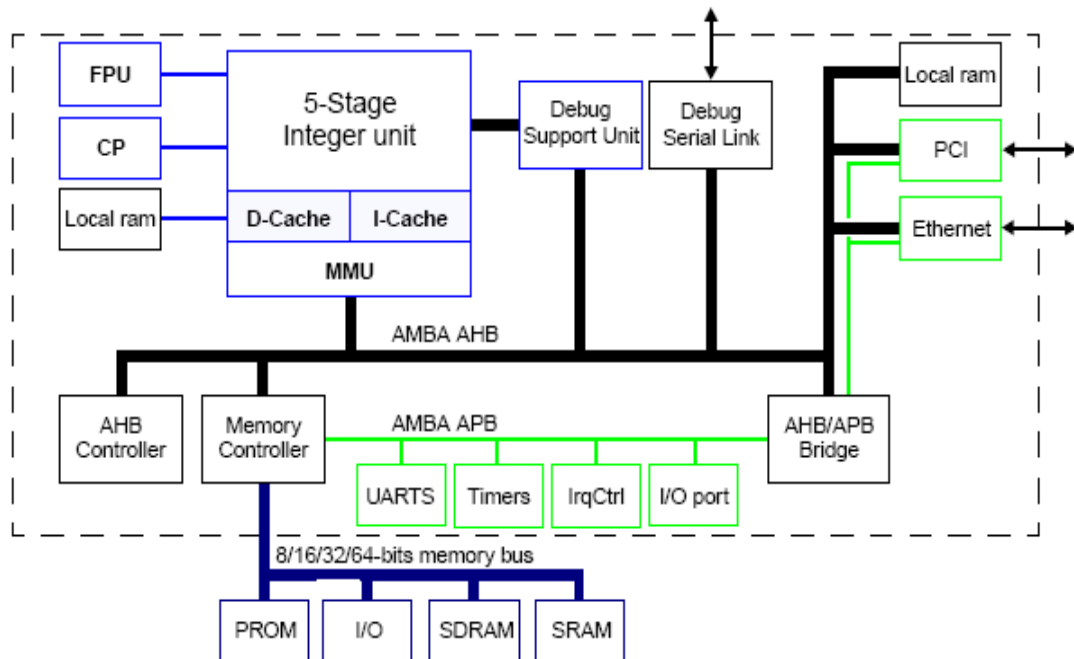 FPU
5-Stage
Integer unit
CP
Local ram
D-Cache
I-Cache
MMU
Debug
Support Unit
Debug
Serial Link
Local ram
PCI
Ethernet
AMBA AHB
AHB
Controller
Memory
Controller
AMBA APB
AHB/APB
Bridge
UARTS
Timers
IrqCtrl
I/O port
8/16/32/64-bits memory bus
PROM
I/O
SDRAM
SRAM